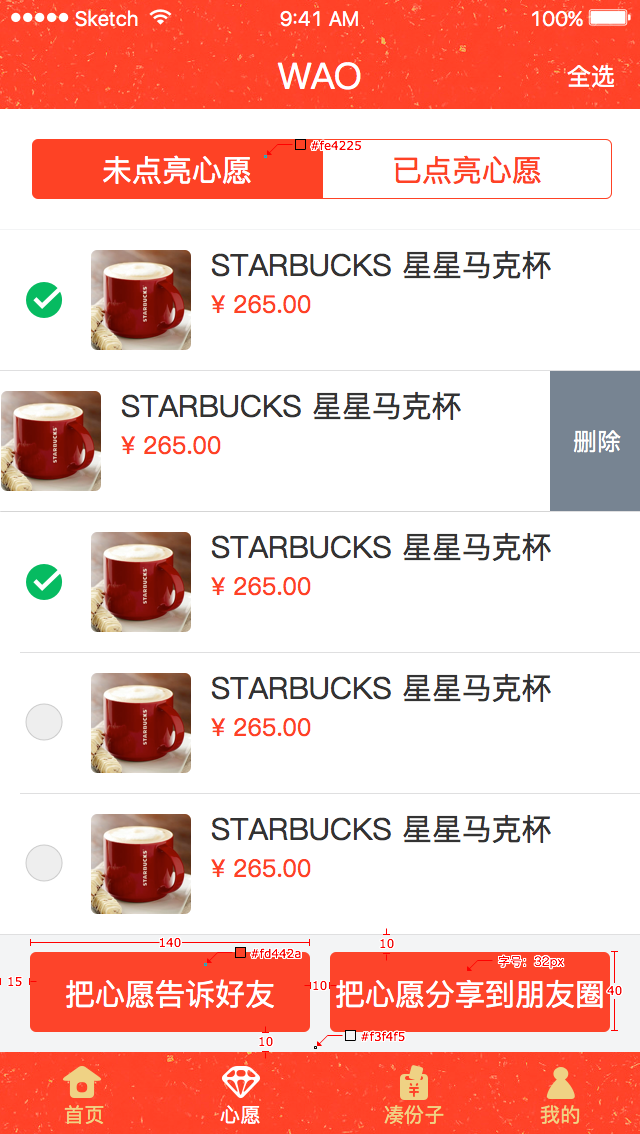 Sketch 9:41 AM 100%
WAO 全选
#fe4225
未点亮心愿 已点亮心愿
STARBUCKS 星星马克杯
¥ 265.00
STARBUCKS 星星马克杯
¥ 265.00
删除
STARBUCKS 星星马克杯
¥ 265.00
STARBUCKS 星星马克杯
¥ 265.00
STARBUCKS 星星马克杯
¥ 265.00
STARBUCKS
STARBUCKS
STARBUCKS
STARBUCKS
STARBUCKS
140 10
#fd442a 字号: 32px
15 把心愿告诉好友 10 把心愿分享到朋友圈 40
10 #f3f4f5
首页 心愿 凑份子 我的